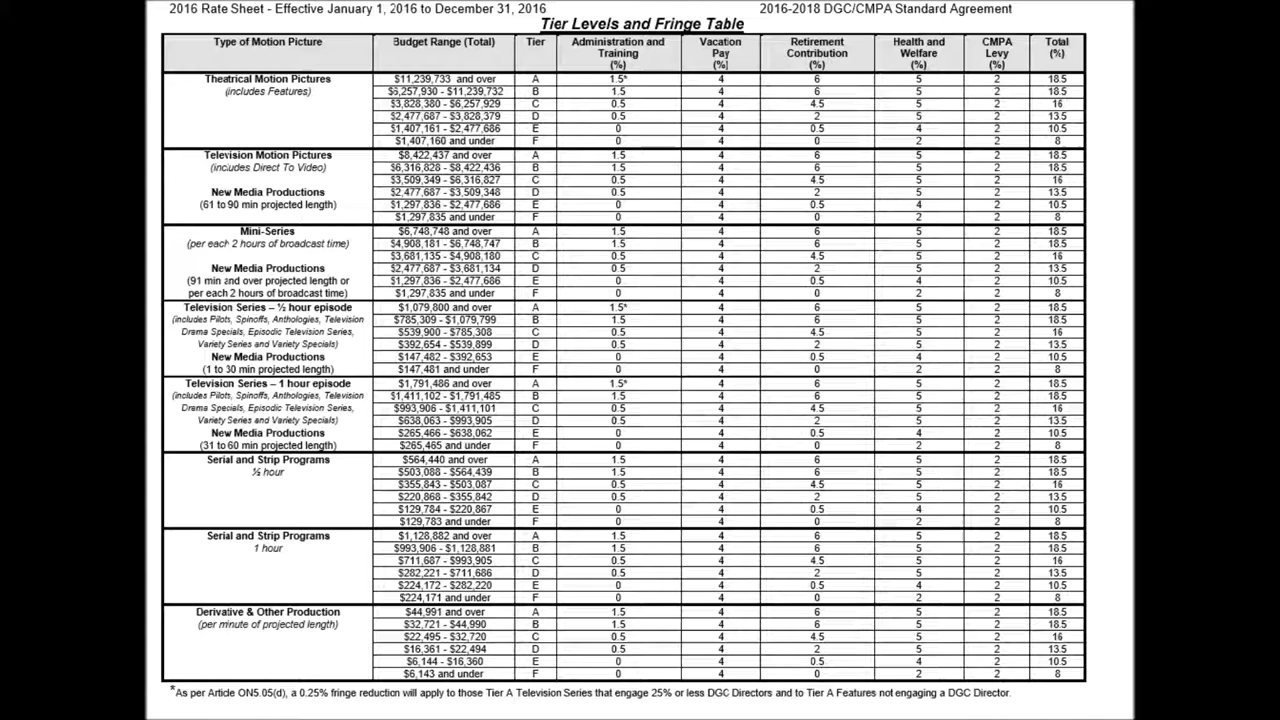 2016 Rate Sheet - Effective January 1, 2016 to December 31, 2016 2016-2018 DGC/CMPA Standard Agreement
Tier Levels and Fringe Table
Type of Motion Picture Budget Range (Total) Tier Administration and Training (%) Vacation Pay (%) Retirement Contribution (%) Health and Welfare (%) CMPA Levy (%) Total (%)
Theatrical Motion Pictures $11,239,733 and over A 1.5* 4 6 5 2 18.5
(includes Features) $6,257,930 - $11,239,732 B 1.5 4 6 5 2 18.5
$3,828,380 - $6,257,929 C 0.5 4 4.5 5 2 16
$2,477,687 - $3,828,379 D 0.5 4 2 5 2 13.5
$1,407,161 - $2,477,686 E 0 4 0.5 4 2 10.5
$1,407,160 and under F 0 4 0 2 2 8
Television Motion Pictures $8,422,437 and over A 1.5 4 6 5 2 18.5
(includes Direct To Video) $6,316,828 - $8,422,436 B 1.5 4 6 5 2 18.5
$3,509,349 - $6,316,827 C 0.5 4 4.5 5 2 16
New Media Productions $2,477,687 - $3,509,348 D 0.5 4 2 5 2 13.5
(61 to 90 min projected length) $1,297,836 - $2,477,686 E 0 4 0.5 4 2 10.5
$1,297,835 and under F 0 4 0 2 2 8
Mini-Series $6,748,748 and over A 1.5 4 6 5 2 18.5
(per each 2 hours of broadcast time) $4,908,181 - $6,748,747 B 1.5 4 6 5 2 18.5
$3,681,135 - $4,908,180 C 0.5 4 4.5 5 2 16
New Media Productions $2,477,687 - $3,681,134 D 0.5 4 2 5 2 13.5
(91 min and over projected length or $1,297,836 - $2,477,686 E 0 4 0.5 4 2 10.5
per each 2 hours of broadcast time) $1,297,835 and under F 0 4 0 2 2 8
Television Series – ½ hour episode $1,079,800 and over A 1.5* 4 6 5 2 18.5
(includes Pilots, Spinoffs, Anthologies, Television $785,309 - $1,079,799 B 1.5 4 6 5 2 18.5
Drama Specials, Episodic Television Series, $539,900 - $785,308 C 0.5 4 4.5 5 2 16
Variety Series and Variety Specials) $392,654 - $539,899 D 0.5 4 2 5 2 13.5
New Media Productions $147,482 - $392,653 E 0 4 0.5 4 2 10.5
(1 to 30 min projected length) $147,481 and under F 0 4 0 2 2 8
Television Series – 1 hour episode $1,791,486 and over A 1.5* 4 6 5 2 18.5
(includes Pilots, Spinoffs, Anthologies, Television $1,411,102 - $1,791,485 B 1.5 4 6 5 2 18.5
Drama Specials, Episodic Television Series, $993,906 - $1,411,101 C 0.5 4 4.5 5 2 16
Variety Series and Variety Specials) $638,063 - $993,905 D 0.5 4 2 5 2 13.5
New Media Productions $265,466 - $638,062 E 0 4 0.5 4 2 10.5
(31 to 60 min projected length) $265,465 and under F 0 4 0 2 2 8
Serial and Strip Programs $564,440 and over A 1.5 4 6 5 2 18.5
½ hour $503,088 - $564,439 B 1.5 4 6 5 2 18.5
$355,843 - $503,087 C 0.5 4 4.5 5 2 16
$220,868 - $355,842 D 0.5 4 2 5 2 13.5
$129,784 - $220,867 E 0 4 0.5 4 2 10.5
$129,783 and under F 0 4 0 2 2 8
Serial and Strip Programs $1,128,882 and over A 1.5 4 6 5 2 18.5
1 hour $993,906 - $1,128,881 B 1.5 4 6 5 2 18.5
$711,687 - $993,905 C 0.5 4 4.5 5 2 16
$282,221 - $711,686 D 0.5 4 2 5 2 13.5
$224,172 - $282,220 E 0 4 0.5 4 2 10.5
$224,171 and under F 0 4 0 2 2 8
Derivative & Other Production $44,991 and over A 1.5 4 6 5 2 18.5
(per minute of projected length) $32,721 - $44,990 B 1.5 4 6 5 2 18.5
$22,495 - $32,720 C 0.5 4 4.5 5 2 16
$16,361 - $22,494 D 0.5 4 2 5 2 13.5
$6,144 - $16,360 E 0 4 0.5 4 2 10.5
$6,143 and under F 0 4 0 2 2 8
*As per Article ON5.05(d), a 0.25% fringe reduction will apply to those Tier A Television Series that engage 25% or less DGC Directors and to Tier A Features not engaging a DGC Director.